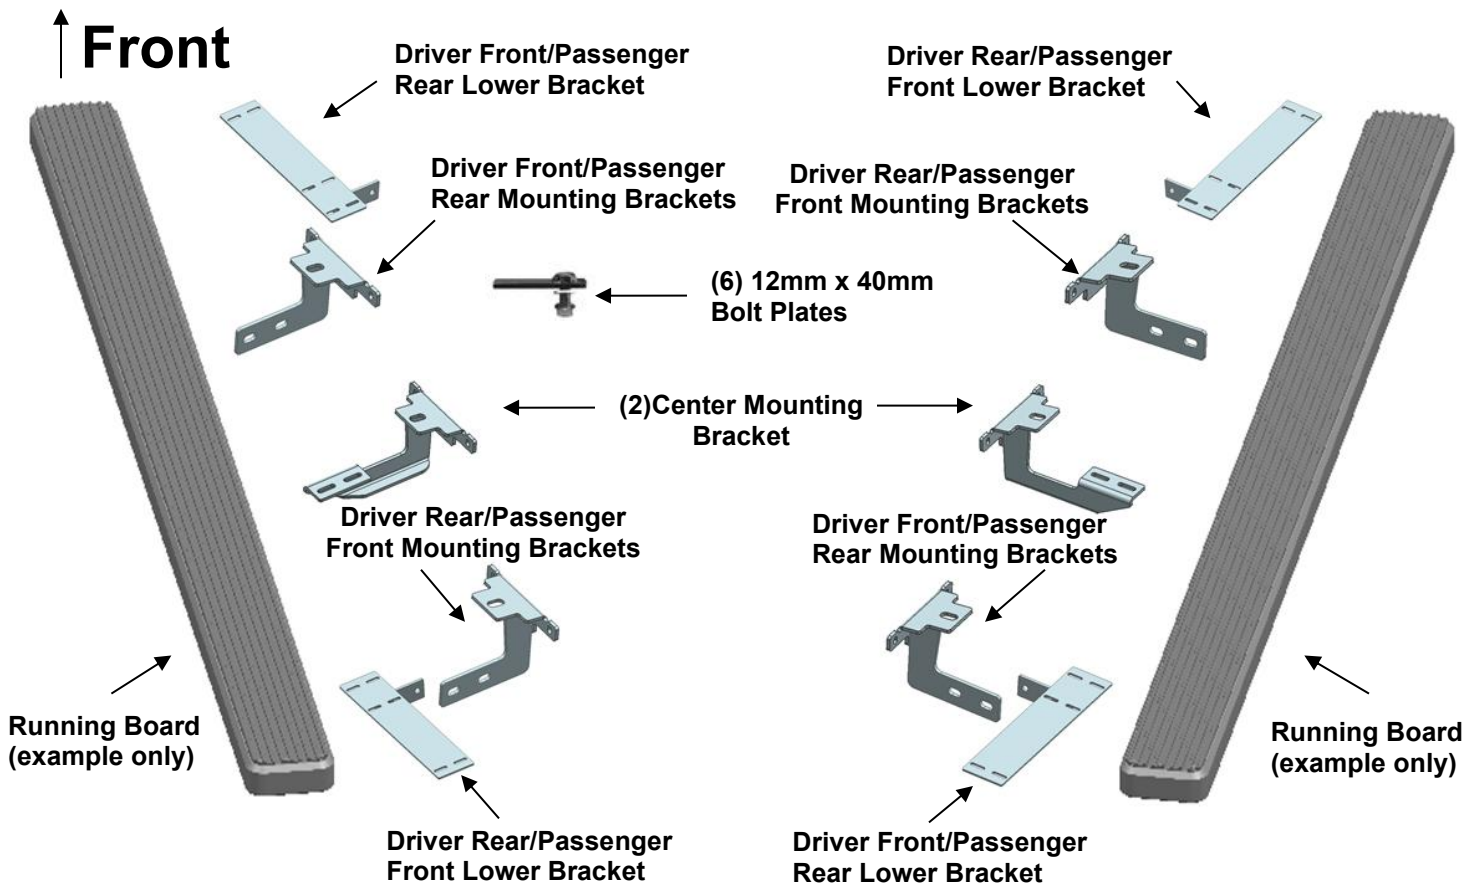 Front
Driver Front/Passenger
Rear Lower Bracket
Driver Rear/Passenger
Front Lower Bracket
Driver Front/Passenger
Rear Mounting Brackets
Driver Rear/Passenger
Front Mounting Brackets
(6) 12mm x 40mm
Bolt Plates
(2)Center Mounting
Bracket
Driver Rear/Passenger
Front Mounting Brackets
Driver Front/Passenger
Rear Mounting Brackets
Running Board
(example only)
Running Board
(example only)
Driver Rear/Passenger
Front Lower Bracket
Driver Front/Passenger
Rear Lower Bracket